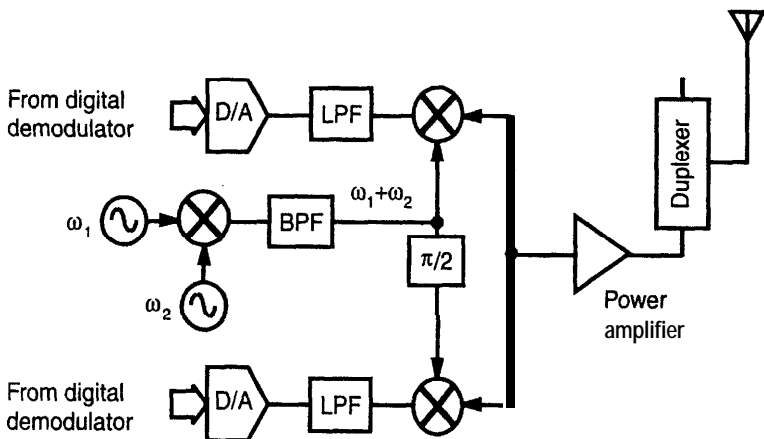 From digital
demodulator
D/A
LPF
ω1
ω2
BPF
ω1+ω2
π/2
Duplexer
Power
amplifier
From digital
demodulator
D/A
LPF